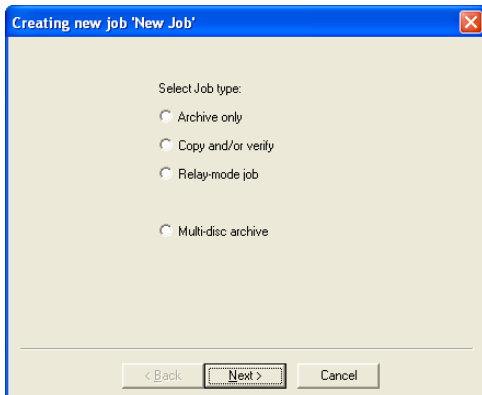 Creating new job 'New Job'
Select Job type:
Archive only
Copy and/or verify
Relay-mode job
Multi-disc archive
< Back Next > Cancel